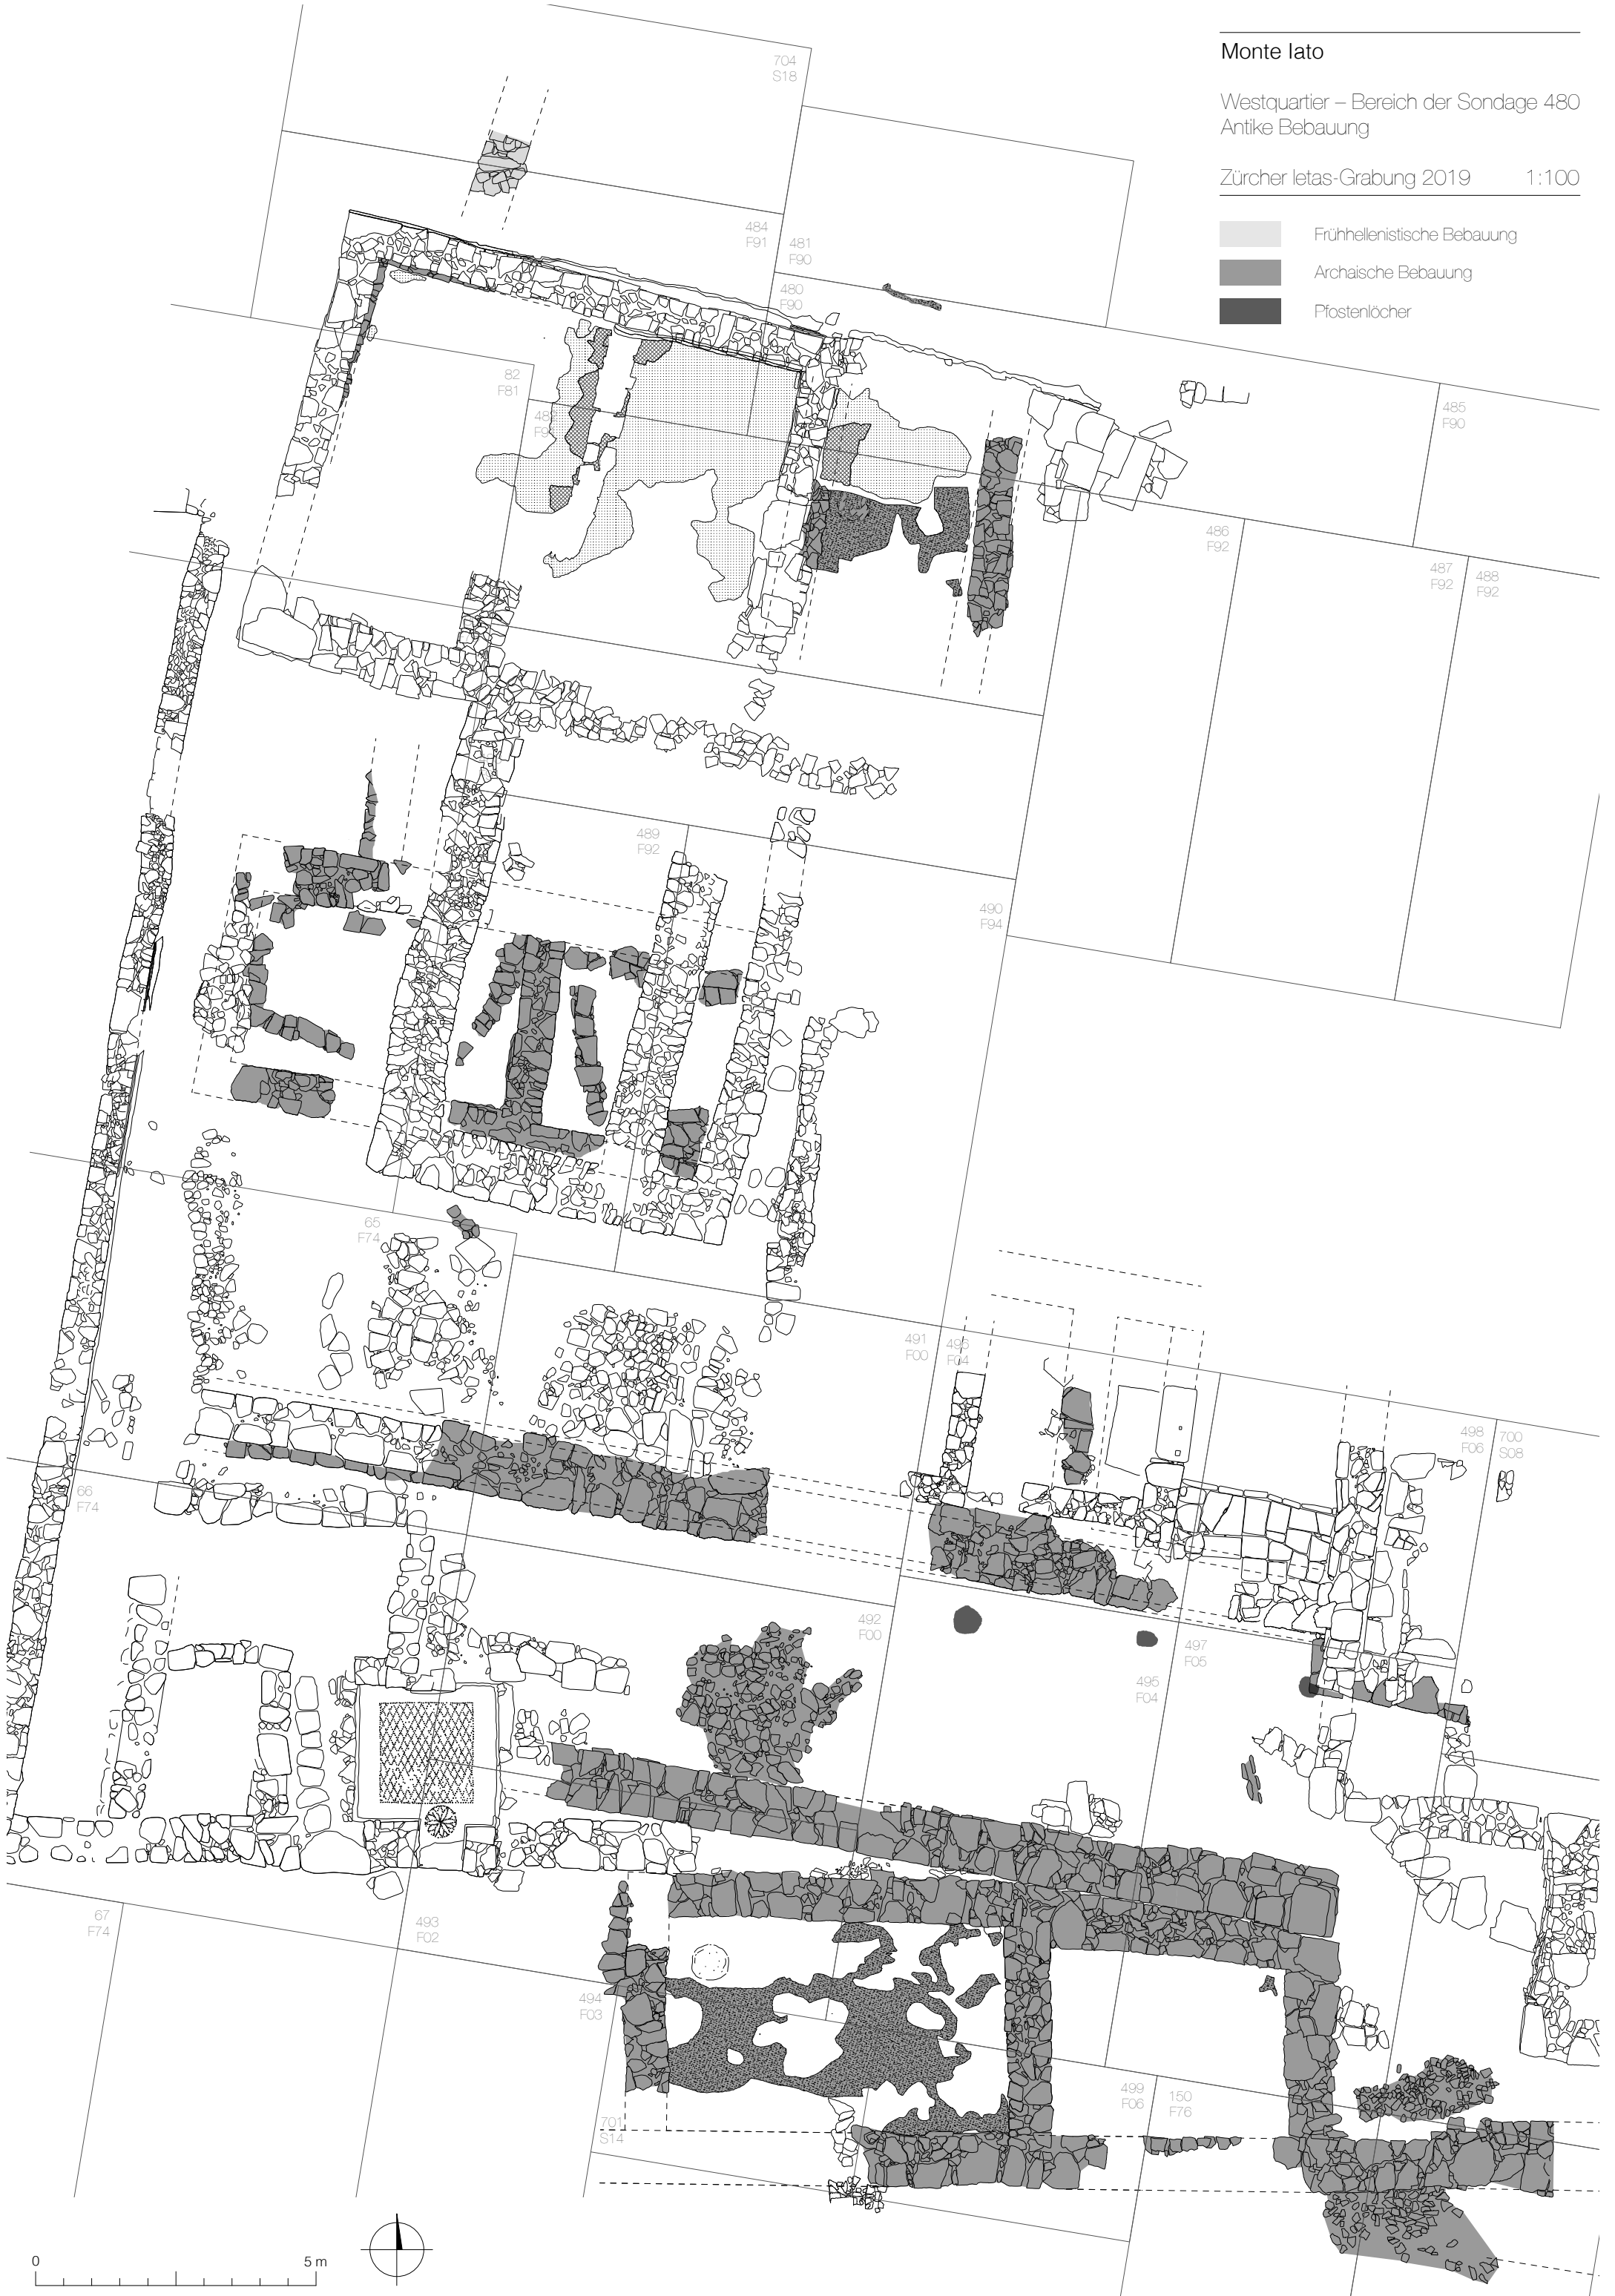 Monte Iato
Westquartier – Bereich der Sondage 480
Antike Bebauung
Zürcher Ietas-Grabung 2019 1:100
Frühhellenistische Bebauung
Archaische Bebauung
Pfostenlöcher
704
S18
484
F91
481
F90
480
F90
82
F81
485
F90
486
F92
487
F92
488
F92
489
F92
490
F94
65
F74
491
F00
496
F04
498
F06
700
S08
66
F74
492
F00
497
F05
495
F04
67
F74
493
F02
494
F03
499
F06
150
F76
701
S14
0 5 m